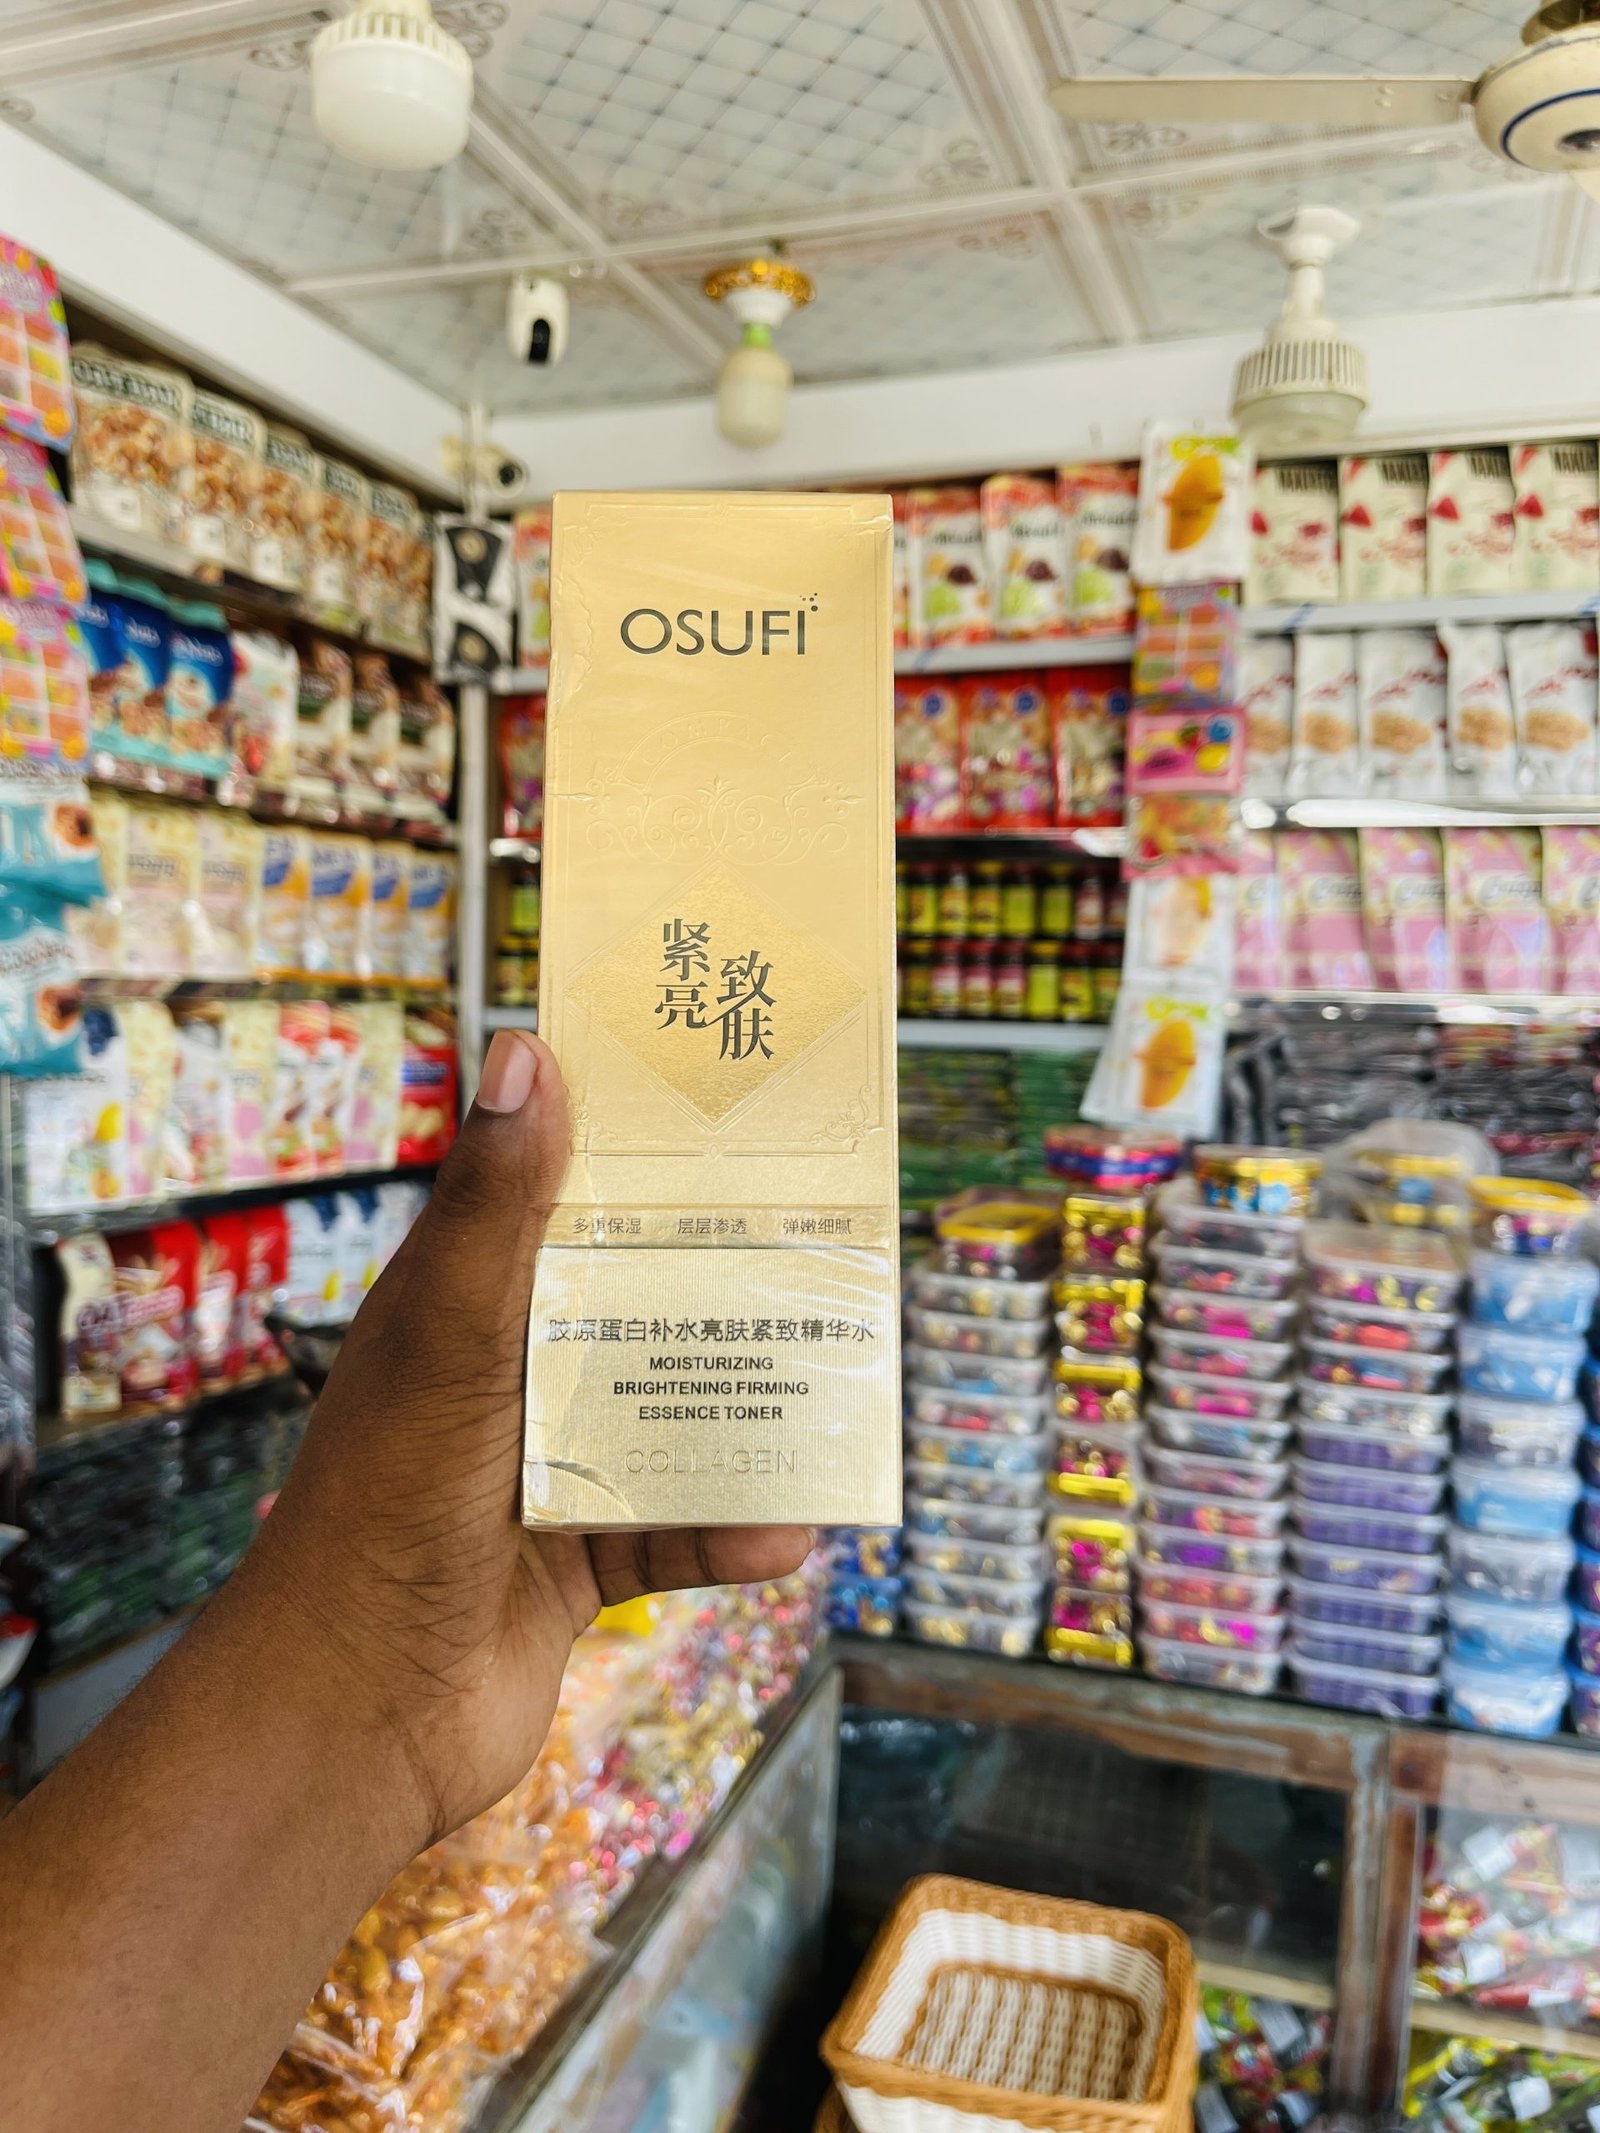 OSUFI
COMPACT
紧致
亮肤
多重保湿 层层渗透 弹嫩细腻
胶原蛋白补水亮肤紧致精华水
MOISTURIZING
BRIGHTENING FIRMING
ESSENCE TONER
COLLAGEN